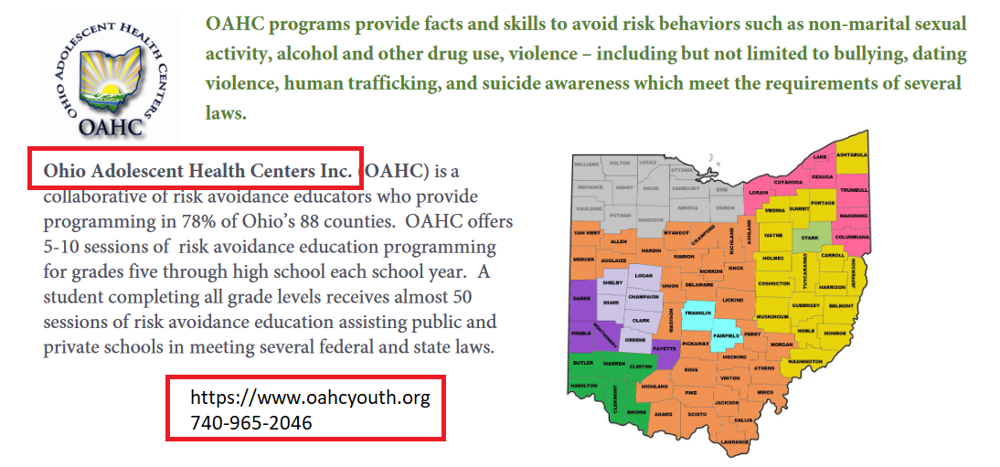 OHIO ADOLESCENT HEALTH CENTERS
OAHC
OAHC programs provide facts and skills to avoid risk behaviors such as non-marital sexual
activity, alcohol and other drug use, violence – including but not limited to bullying, dating
violence, human trafficking, and suicide awareness which meet the requirements of several
laws.
Ohio Adolescent Health Centers Inc. (OAHC) is a
collaborative of risk avoidance educators who provide
programming in 78% of Ohio’s 88 counties.  OAHC offers
5-10 sessions of  risk avoidance education programming
for grades five through high school each school year.  A
student completing all grade levels receives almost 50
sessions of risk avoidance education assisting public and
private schools in meeting several federal and state laws.
https://www.oahcyouth.org
740-965-2046
WILLIAMS
FULTON
LUCAS
OTTAWA
LAKE
ASHTABULA
GEAUGA
CUYAHOGA
DEFIANCE
HENRY
WOOD
SANDUSKY
ERIE
LORAIN
TRUMBULL
PAULDING
PUTNAM
HANCOCK
SENECA
HURON
MEDINA
SUMMIT
PORTAGE
MAHONING
VAN WERT
ALLEN
WYANDOT
CRAWFORD
RICHLAND
ASHLAND
WAYNE
STARK
COLUMBIANA
MERCER
AUGLAIZE
HARDIN
MARION
MORROW
KNOX
HOLMES
TUSCARAWAS
CARROLL
JEFFERSON
SHELBY
LOGAN
UNION
DELAWARE
COSHOCTON
HARRISON
DARKE
MIAMI
CHAMPAION
LICKING
GUERNSEY
BELMONT
CLARK
MADISON
FRANKLIN
MUSKINGUM
NOBLE
MONROE
PREBLE
MONTGOMERY
GREENE
FAYETTE
PICKAWAY
FAIRFIELD
PERRY
MORGAN
WASHINGTON
BUTLER
WARREN
CLINTON
ROSS
HOCKING
ATHENS
HAMILTON
CLERMONT
BROWN
HIGHLAND
PIKE
VINTON
MEIGS
ADAMS
SCIOTO
JACKSON
GALLIA
LAWRENCE